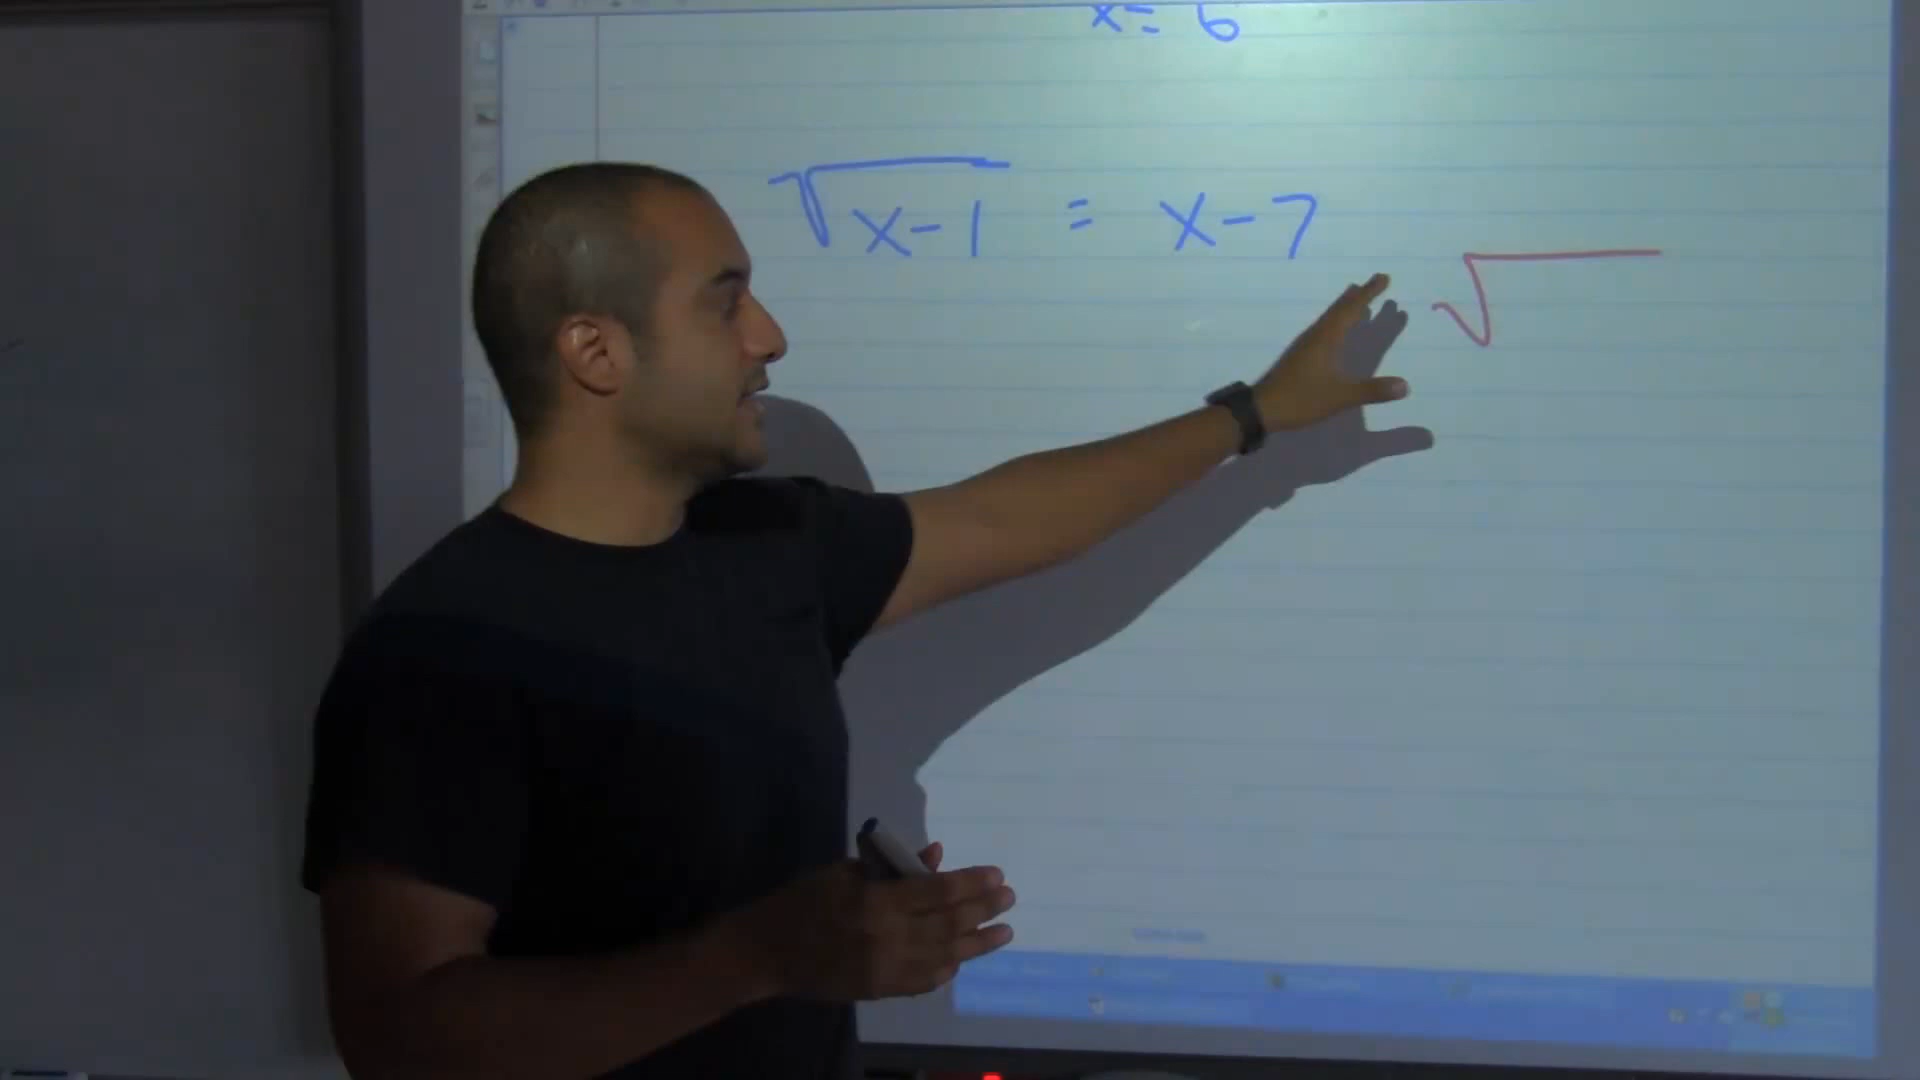 x = 6
√x-1 = x-7
√